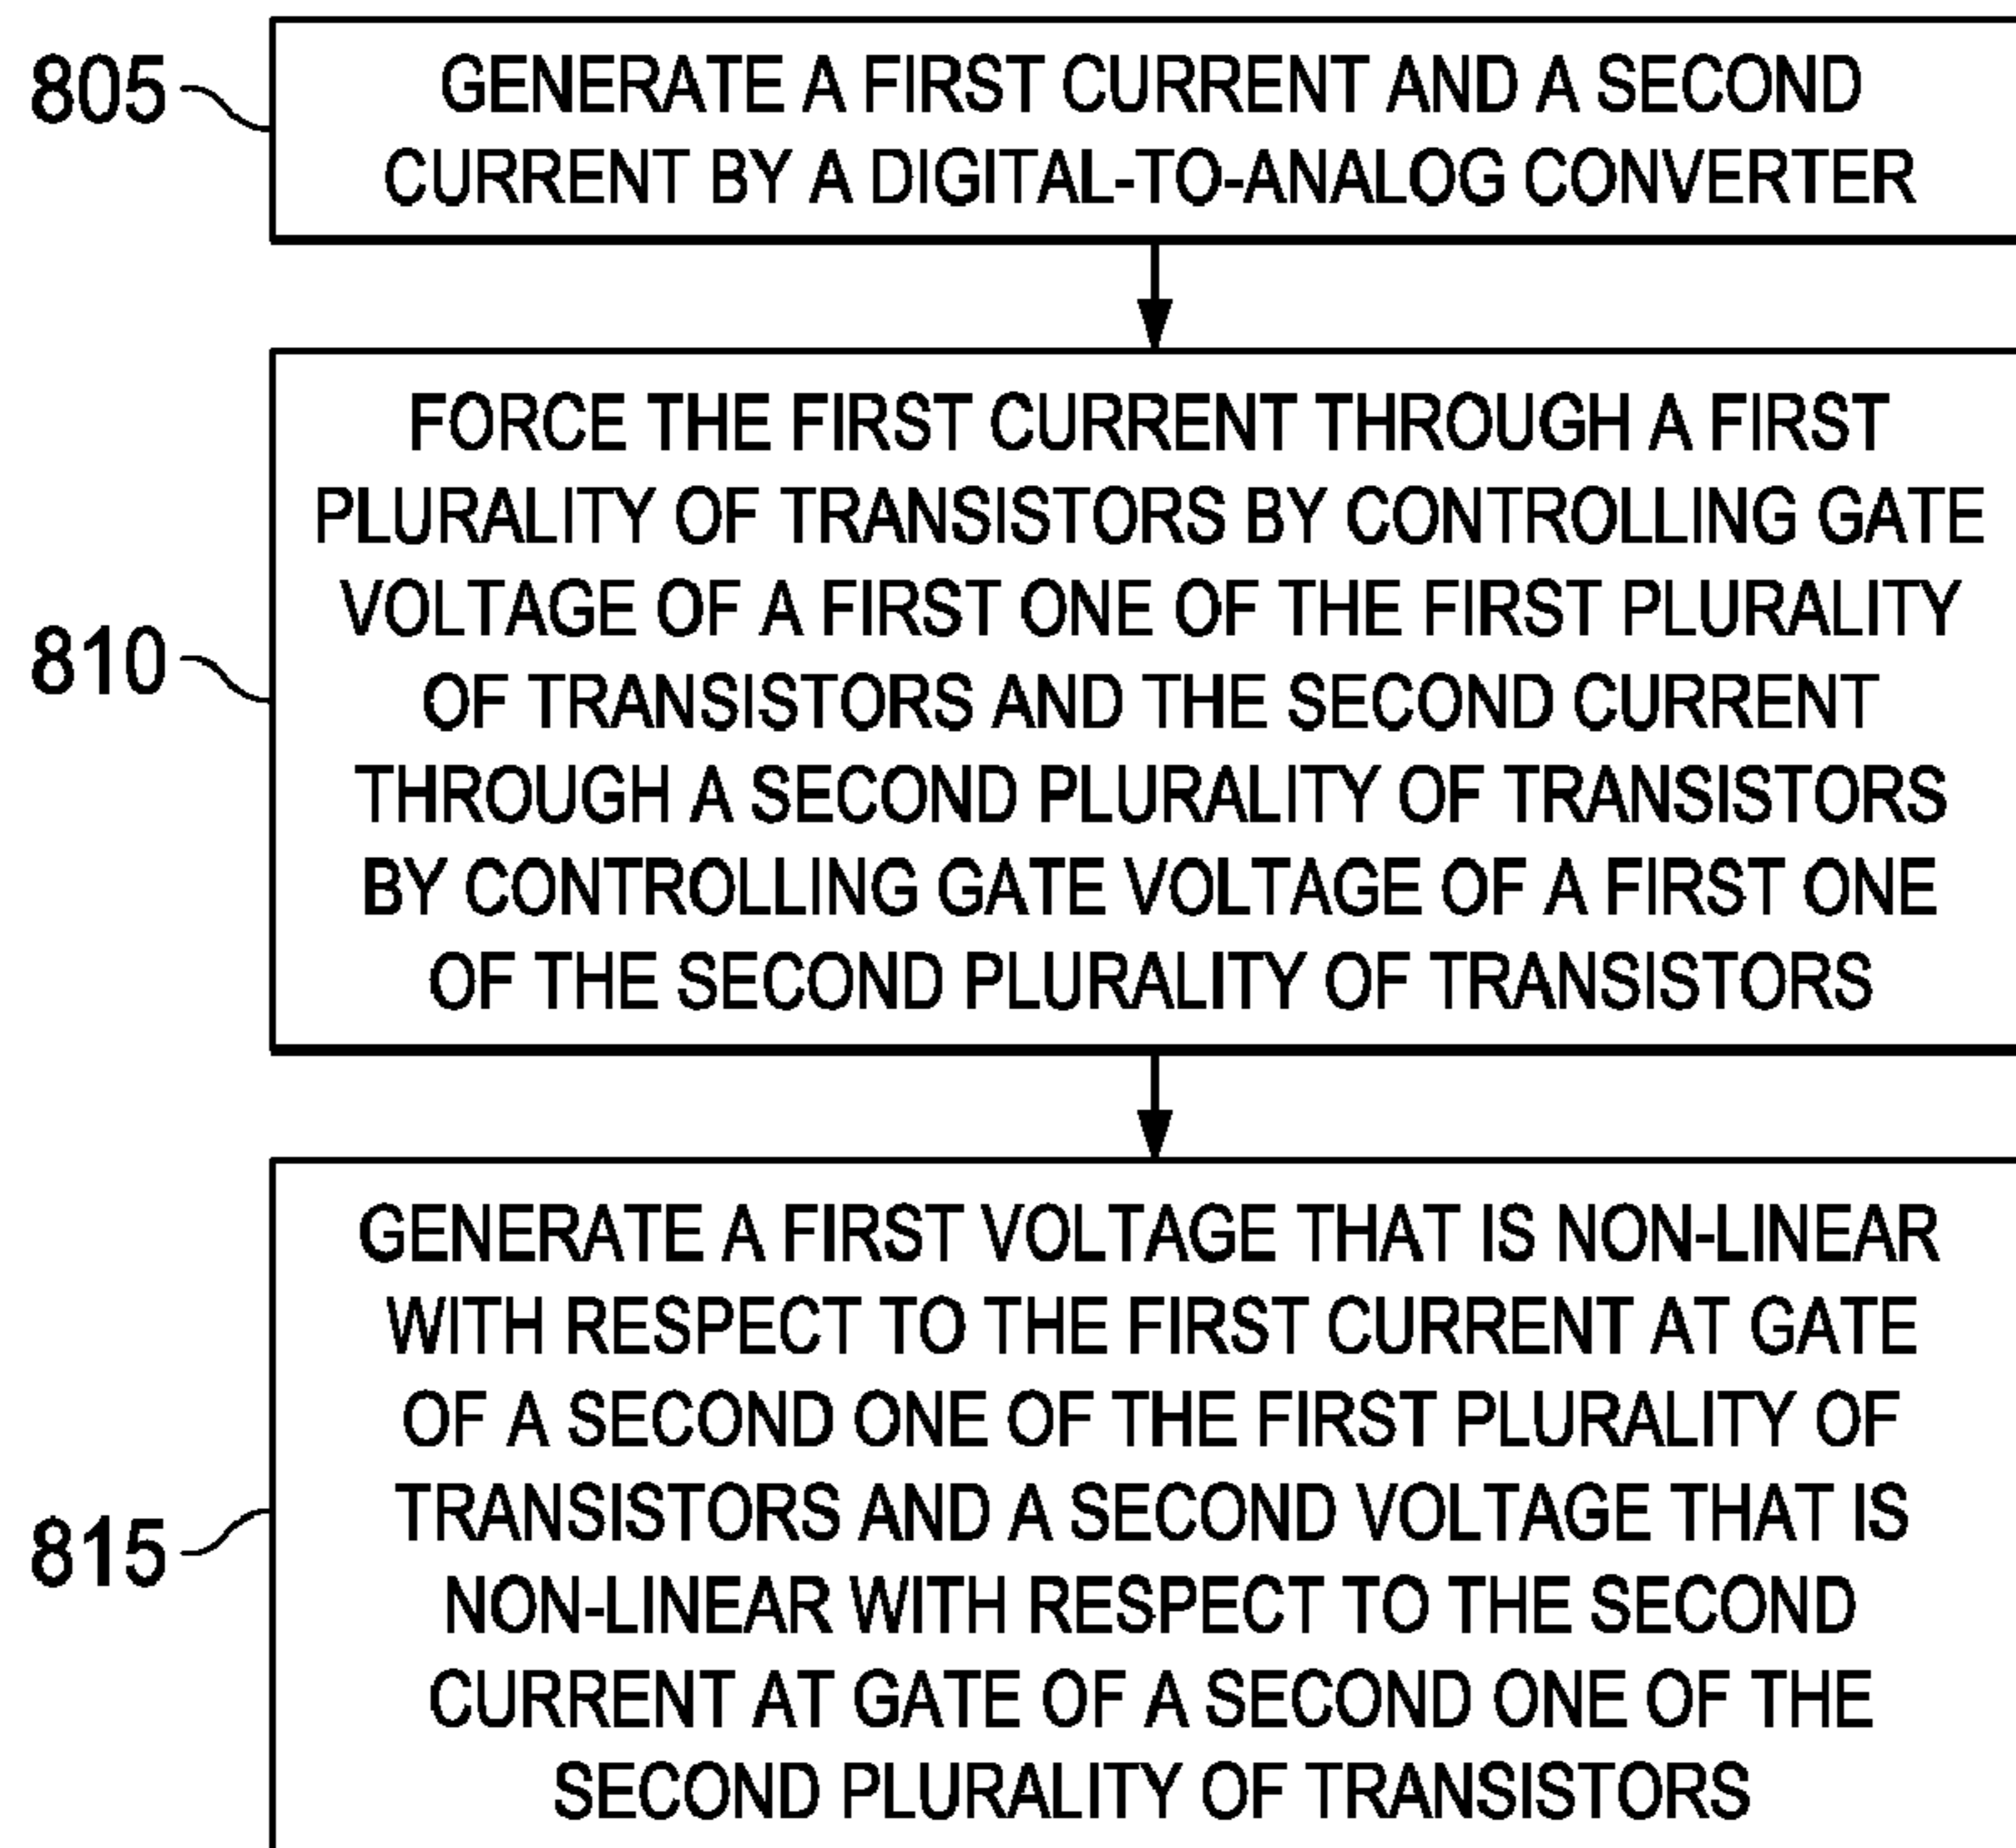 805
GENERATE A FIRST CURRENT AND A SECOND
CURRENT BY A DIGITAL-TO-ANALOG CONVERTER
810
FORCE THE FIRST CURRENT THROUGH A FIRST
PLURALITY OF TRANSISTORS BY CONTROLLING GATE
VOLTAGE OF A FIRST ONE OF THE FIRST PLURALITY
OF TRANSISTORS AND THE SECOND CURRENT
THROUGH A SECOND PLURALITY OF TRANSISTORS
BY CONTROLLING GATE VOLTAGE OF A FIRST ONE
OF THE SECOND PLURALITY OF TRANSISTORS
815
GENERATE A FIRST VOLTAGE THAT IS NON-LINEAR
WITH RESPECT TO THE FIRST CURRENT AT GATE
OF A SECOND ONE OF THE FIRST PLURALITY OF
TRANSISTORS AND A SECOND VOLTAGE THAT IS
NON-LINEAR WITH RESPECT TO THE SECOND
CURRENT AT GATE OF A SECOND ONE OF THE
SECOND PLURALITY OF TRANSISTORS